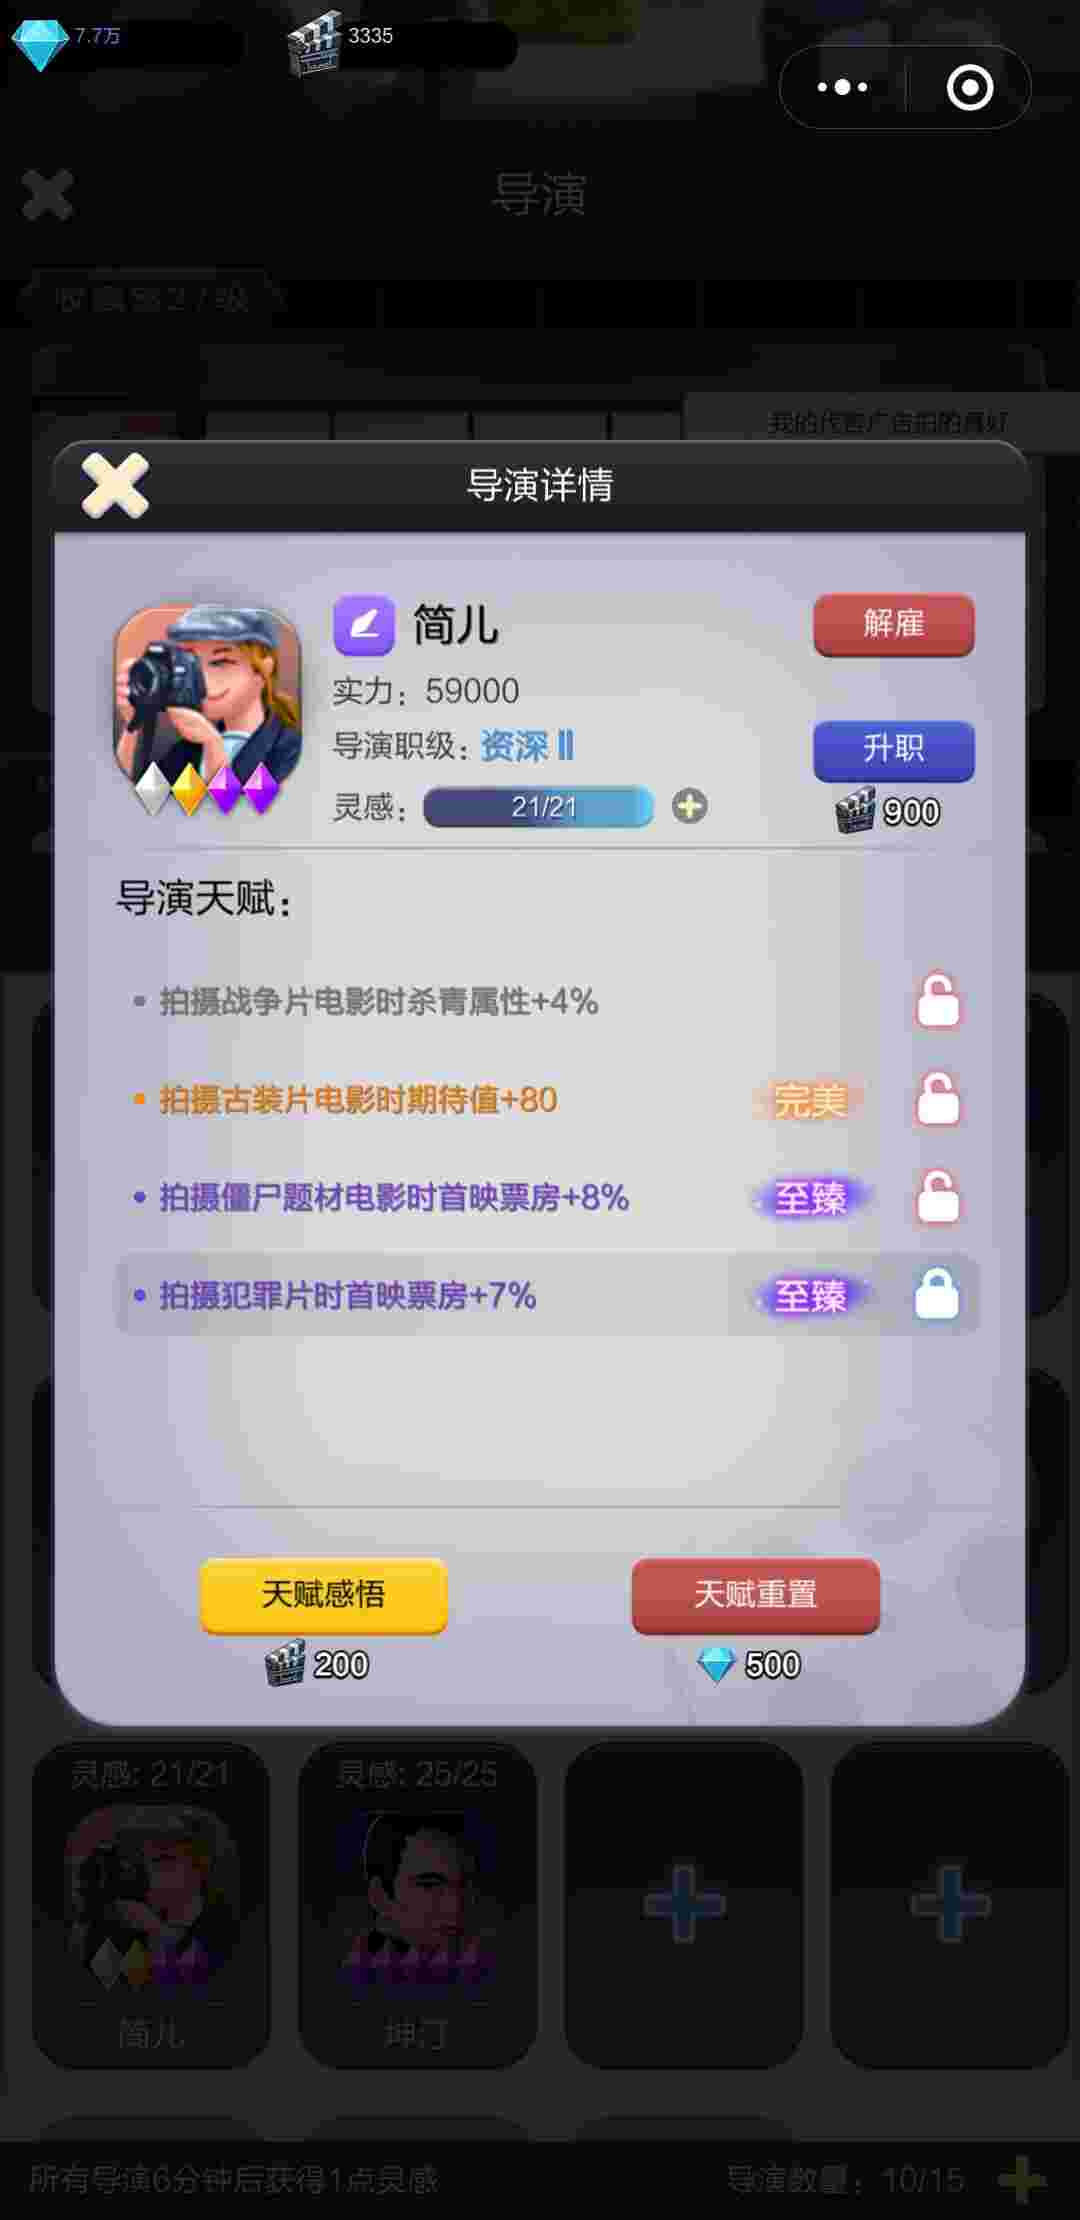 7.7万
3335
导演
我的代言广告拍的真好
导演详情
简儿
解雇
实力：59000
导演职级：资深Ⅱ
升职
灵感：21/21
900
导演天赋：
拍摄战争片电影时杀青属性+4%
拍摄古装片电影时期待值+80
完美
拍摄僵尸题材电影时首映票房+8%
至臻
拍摄犯罪片时首映票房+7%
至臻
天赋感悟
天赋重置
200
500
灵感: 21/21
灵感: 25/25
简儿
坤汀
所有导演6分钟后获得1点灵感
导演数量：10/15